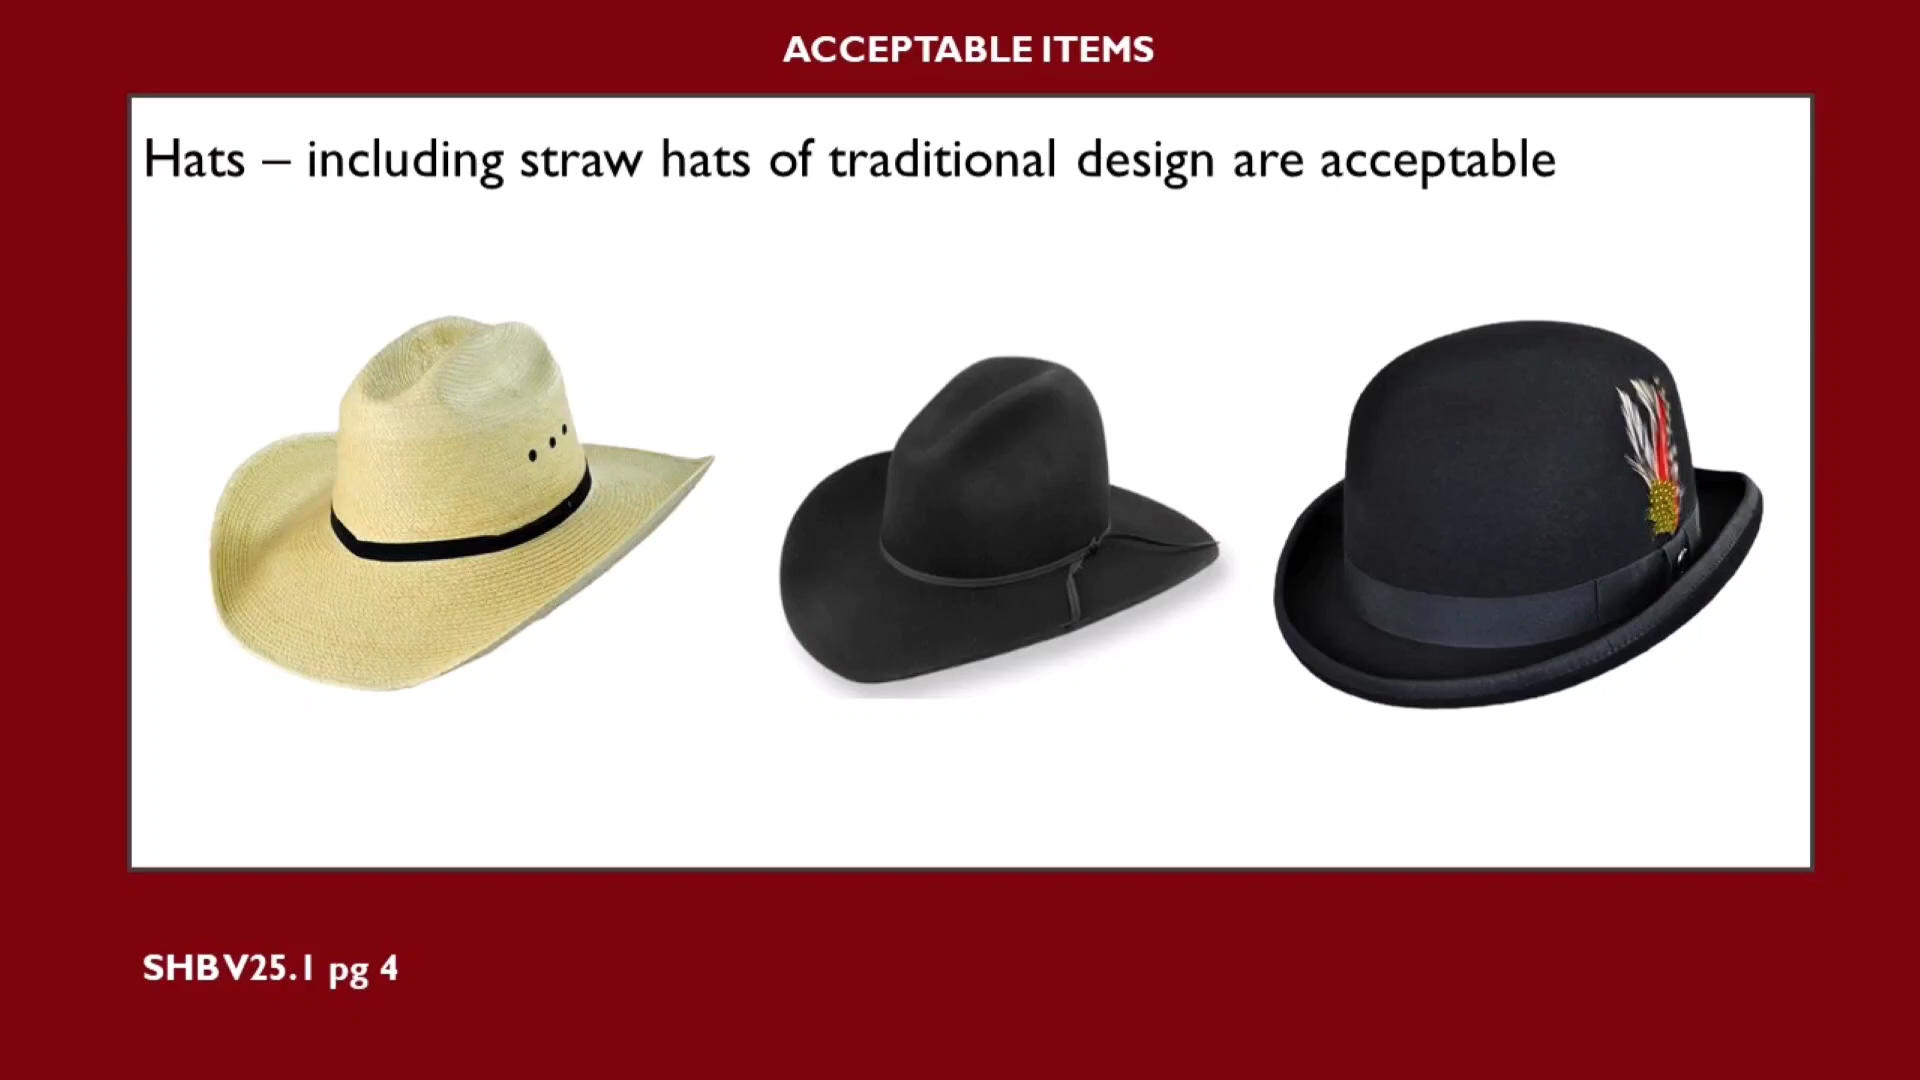 ACCEPTABLE ITEMS
Hats – including straw hats of traditional design are acceptable
SHB V25.1 pg 4